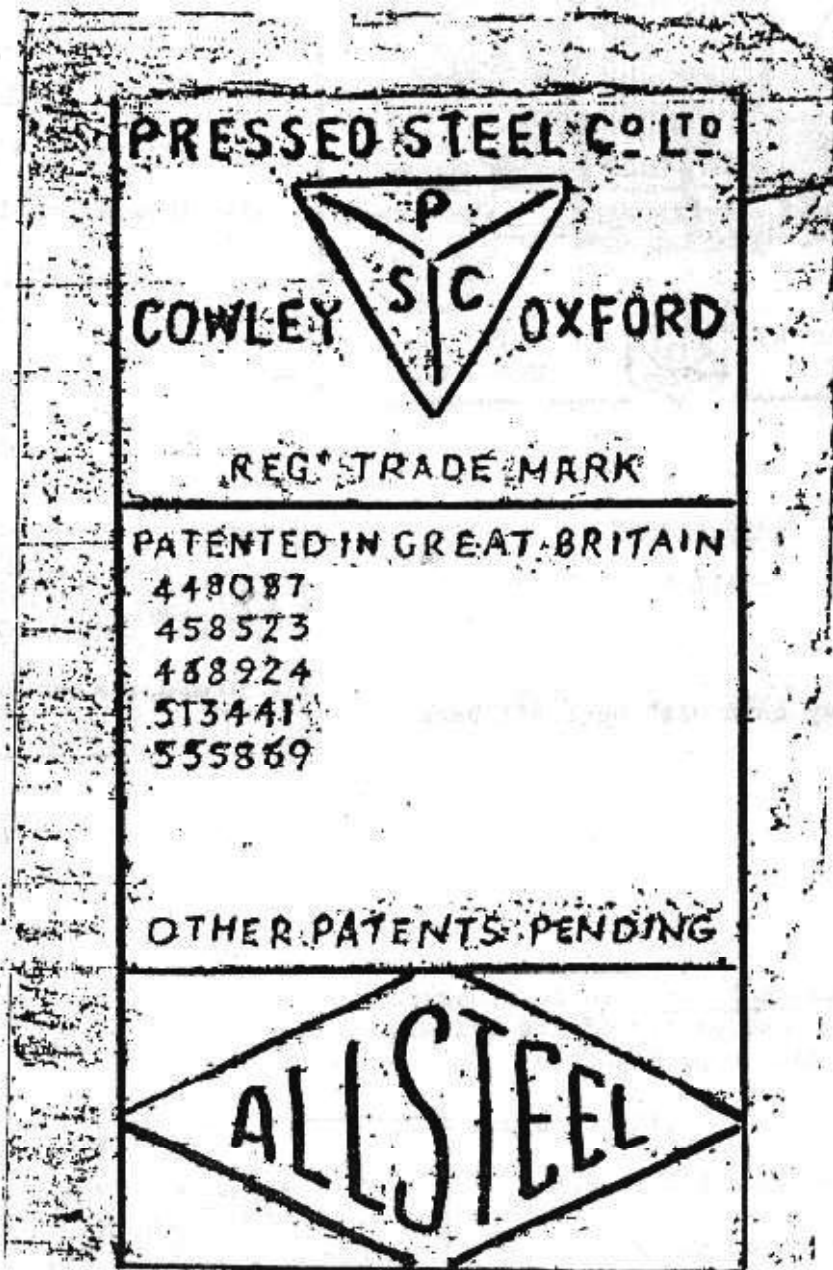 PRESSED STEEL Cº LTD
P
S C
COWLEY OXFORD
REGD TRADE MARK
PATENTED IN GREAT BRITAIN
448087
458523
468924
513441
555869
OTHER PATENTS PENDING
ALLSTEEL